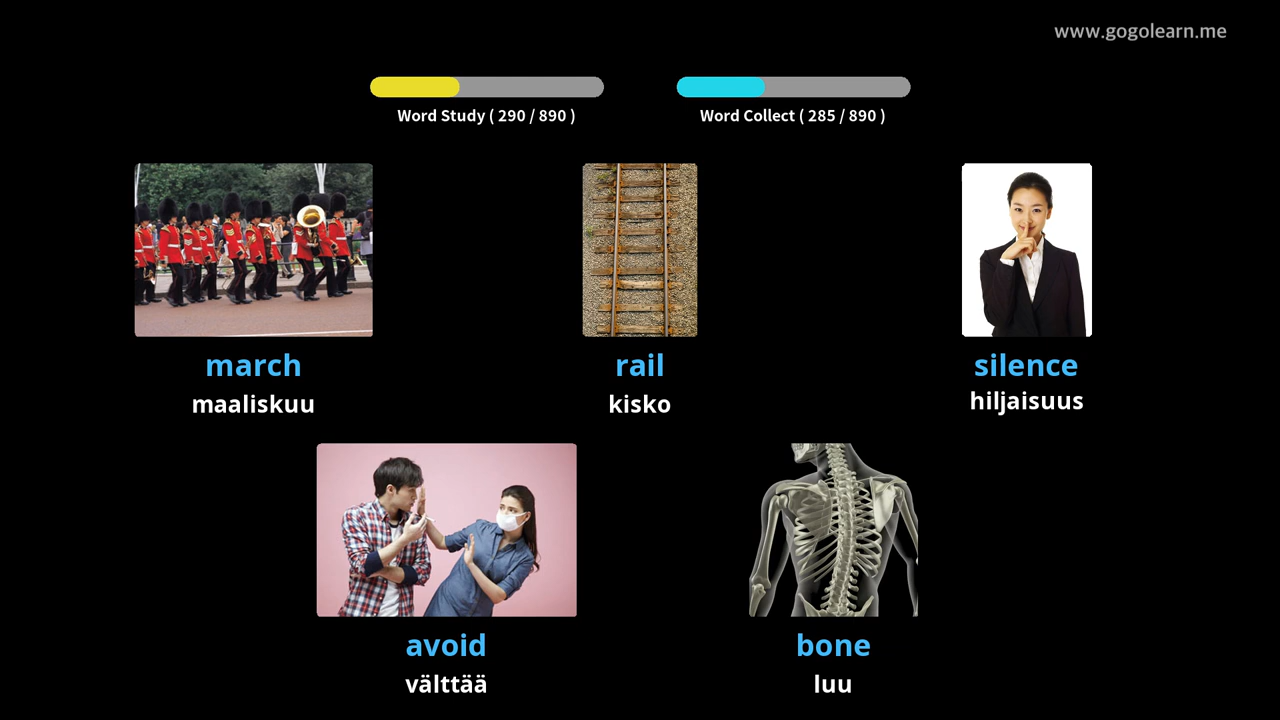 www.gogolearn.me
Word Study ( 290 / 890 )
Word Collect ( 285 / 890 )
march
maaliskuu
rail
kisko
silence
hiljaisuus
avoid
välttää
bone
luu